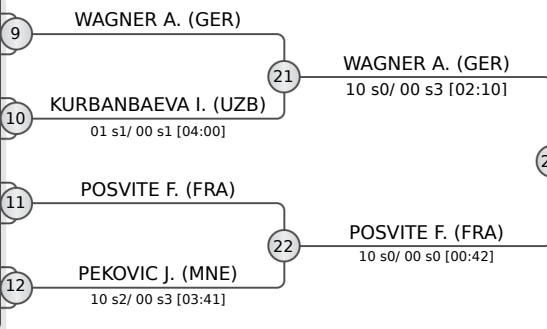 WAGNER A. (GER)
9
WAGNER A. (GER)
21
10 s0/ 00 s3 [02:10]
KURBANBAEVA I. (UZB)
10
01 s1/ 00 s1 [04:00]
POSVITE F. (FRA)
11
POSVITE F. (FRA)
22
10 s0/ 00 s0 [00:42]
PEKOVIC J. (MNE)
12
10 s2/ 00 s3 [03:41]